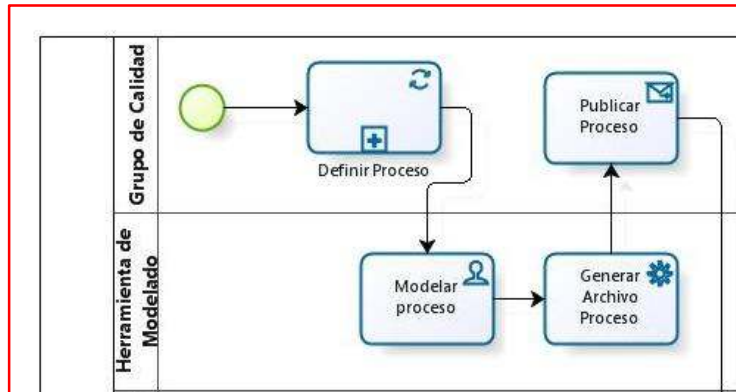 Grupo de Calidad
Definir Proceso
Publicar
Proceso
Herramienta de
Modelado
Modelar
proceso
Generar
Archivo
Proceso